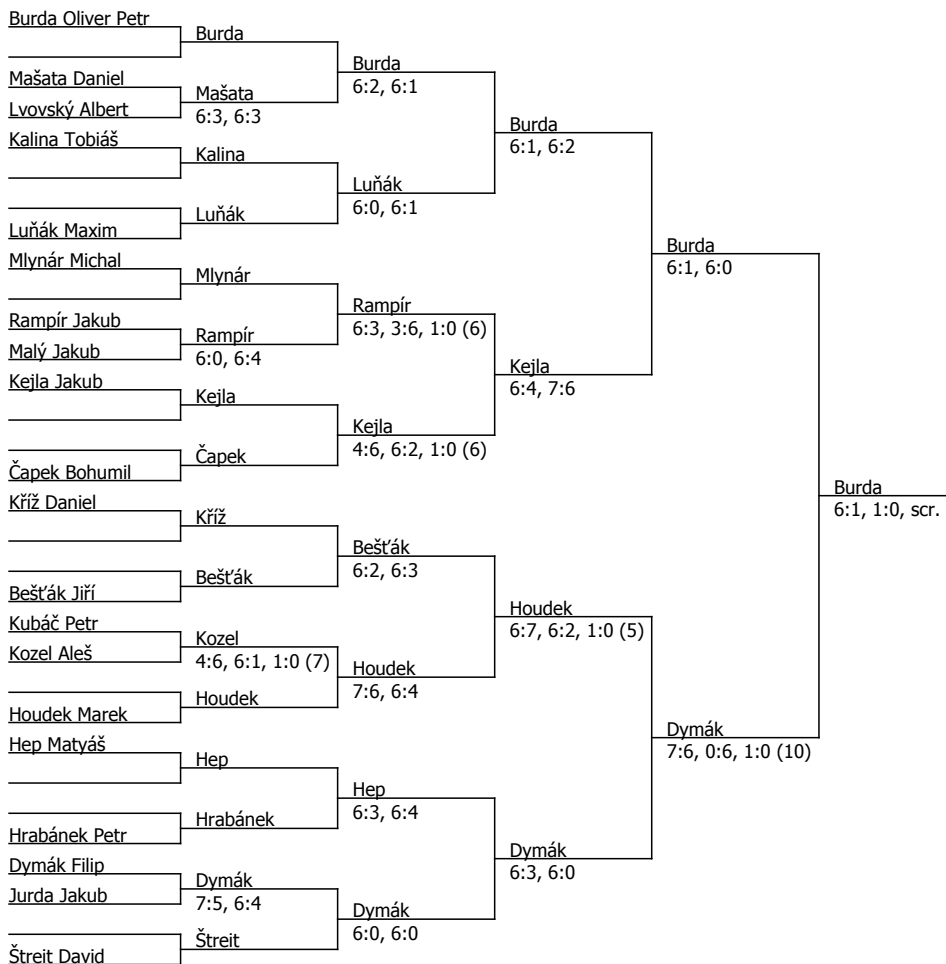 Burda Oliver Petr
Burda
Burda
6:2, 6:1
Mašata Daniel
Mašata
6:3, 6:3
Lvovský Albert
Burda
6:1, 6:2
Kalina Tobiáš
Kalina
Luňák
6:0, 6:1
Luňák
Luňák Maxim
Burda
6:1, 6:0
Mlynár Michal
Mlynár
Rampír
6:3, 3:6, 1:0 (6)
Rampír Jakub
Rampír
6:0, 6:4
Malý Jakub
Kejla
6:4, 7:6
Kejla Jakub
Kejla
Kejla
4:6, 6:2, 1:0 (6)
Čapek
Čapek Bohumil
Burda
6:1, 1:0, scr.
Kříž Daniel
Kříž
Bešťák
6:2, 6:3
Bešťák
Bešťák Jiří
Houdek
6:7, 6:2, 1:0 (5)
Kubáč Petr
Kozel
4:6, 6:1, 1:0 (7)
Kozel Aleš
Houdek
7:6, 6:4
Houdek
Houdek Marek
Dymák
7:6, 0:6, 1:0 (10)
Hep Matyáš
Hep
Hep
6:3, 6:4
Hrabánek
Hrabánek Petr
Dymák
6:3, 6:0
Dymák Filip
Dymák
7:5, 6:4
Jurda Jakub
Dymák
6:0, 6:0
Štreit
Štreit David